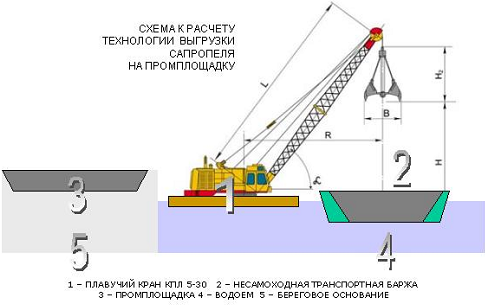 СХЕМА К РАСЧЕТУ
ТЕХНОЛОГИИ ВЫГРУЗКИ
САПРОПЕЛЯ
НА ПРОМПЛОЩАДКУ
L
H₂
B
R
H
α
1
2
3
4
5
1 – ПЛАВУЧИЙ КРАН КПЛ 5-30 2 – НЕСАМОХОДНАЯ ТРАНСПОРТНАЯ БАРЖА
3 – ПРОМПЛОЩАДКА 4 – ВОДОЕМ 5 – БЕРЕГОВОЕ ОСНОВАНИЕ